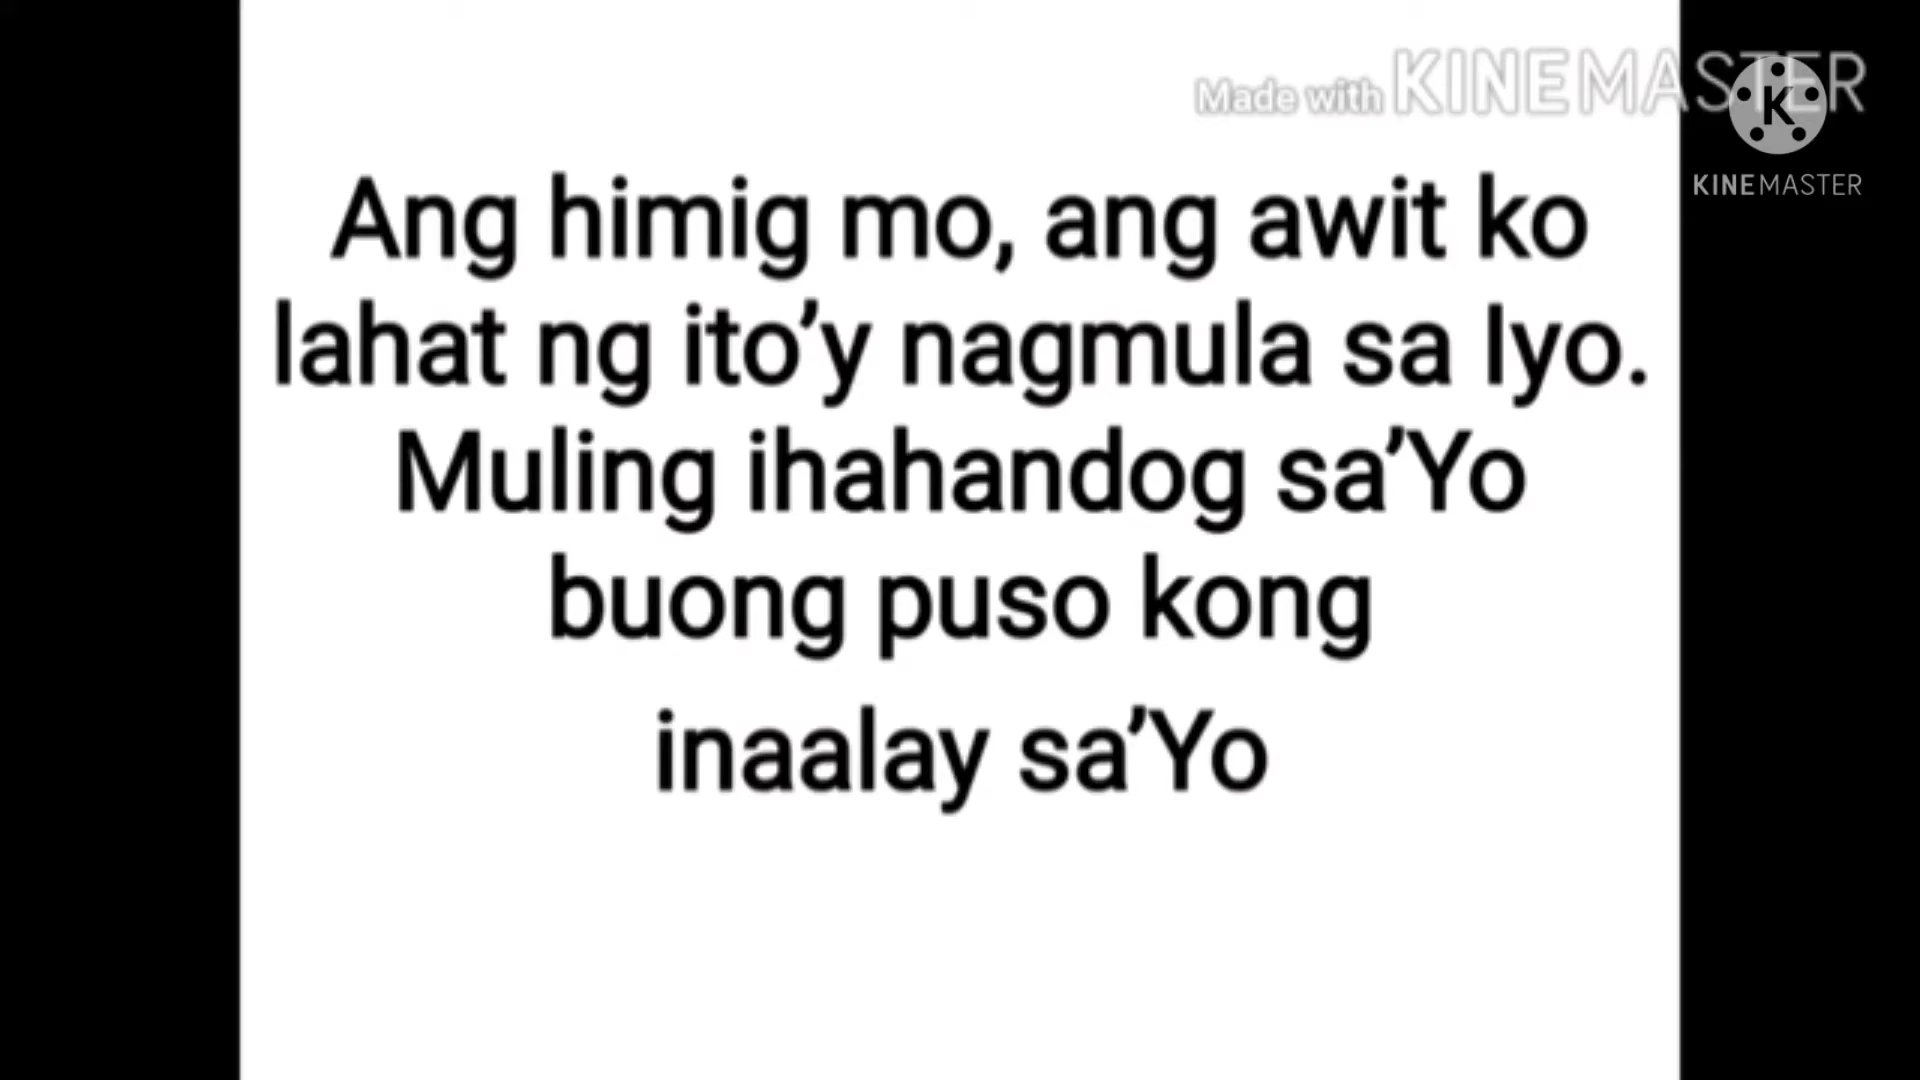 Made with KINEMASTER
K
KINEMASTER
Ang himig mo, ang awit ko
lahat ng ito’y nagmula sa Iyo.
Muling ihahandog sa’Yo
buong puso kong
inaalay sa’Yo